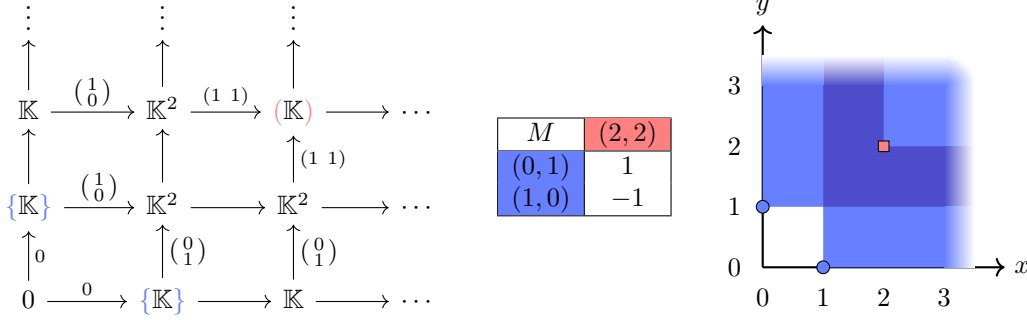 ⋮ ⋮ ⋮
𝕂 (1 0) 𝕂² (1 1) (𝕂) ⋯
(1 1)
{𝕂} (1 0) 𝕂² 𝕂² ⋯
0 (0 1) (0 1)
0 0 {𝕂} 𝕂 ⋯
M (2, 2)
(0, 1) 1
(1, 0) −1
y
3
2
1
0
0 1 2 3 x